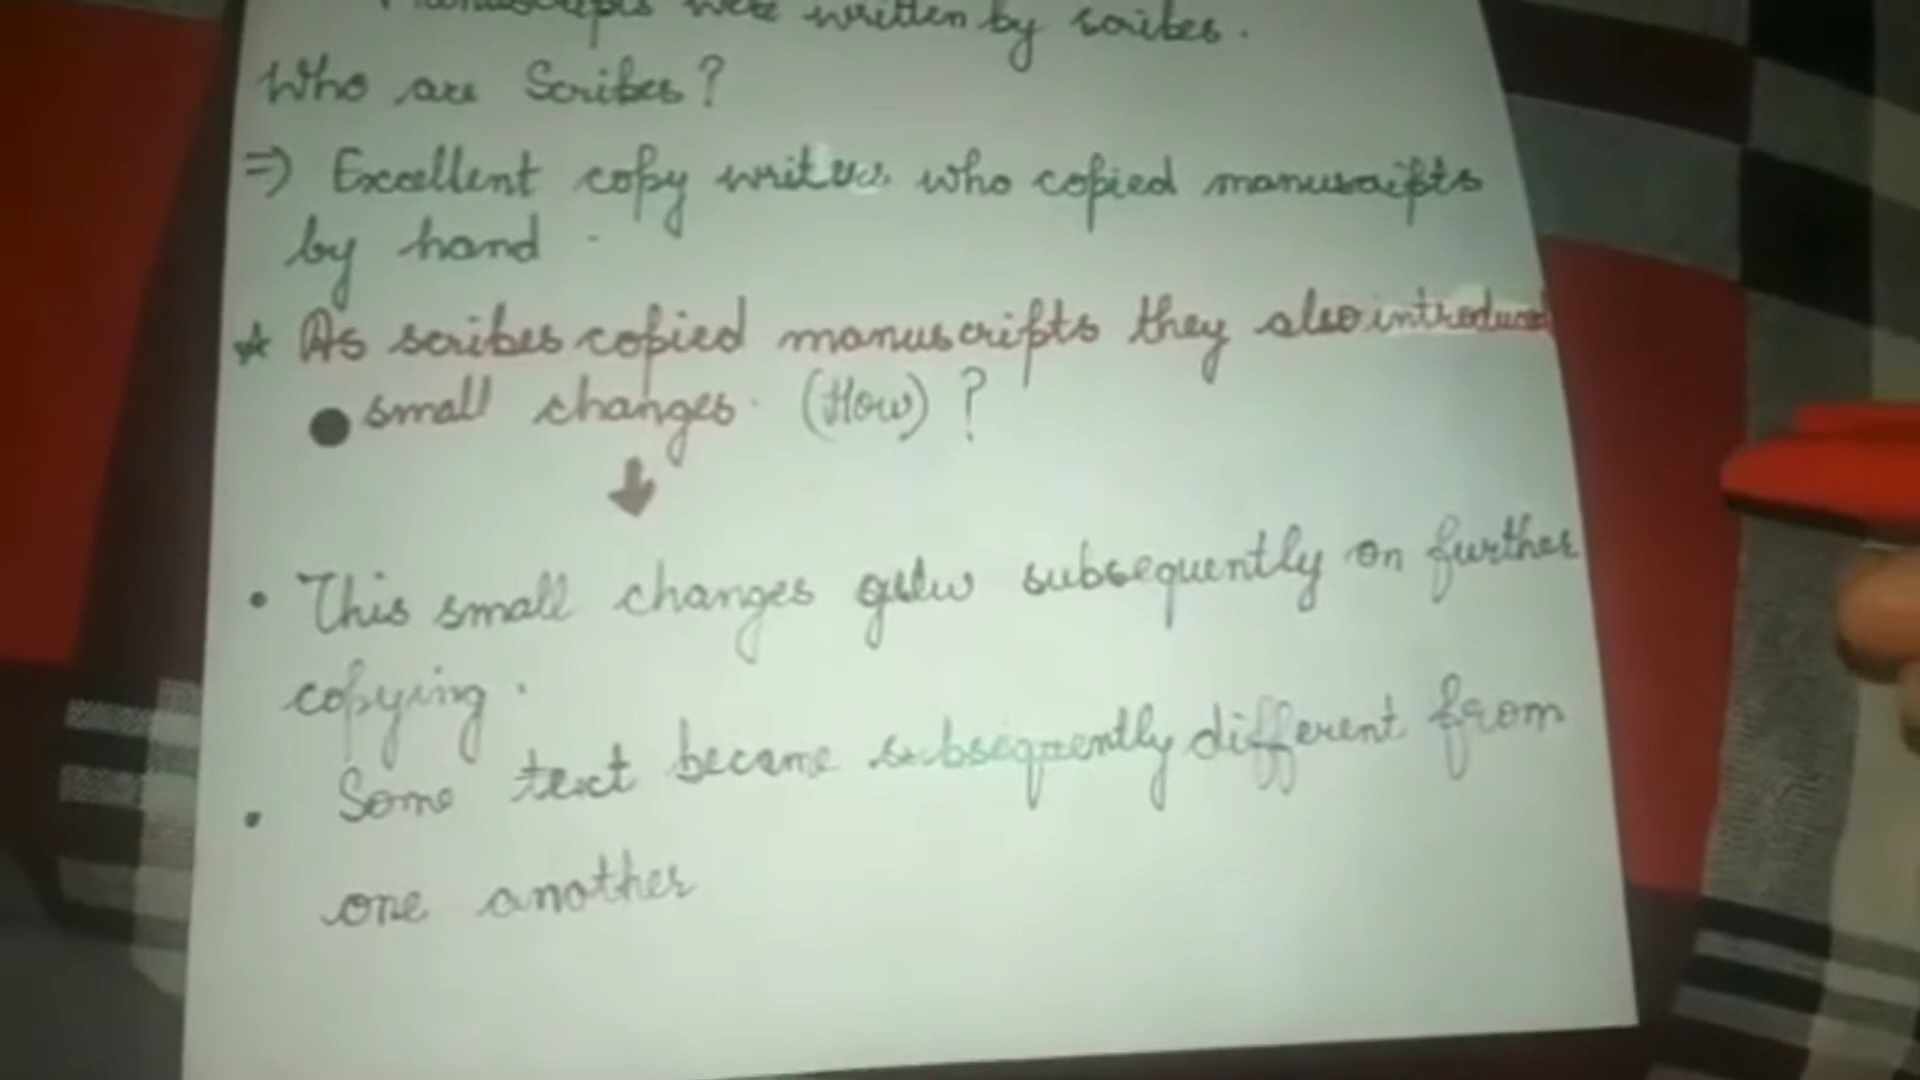 Manuscripts were written by scribes.
Who are Scribes?
=> Excellent copy writers who copied manuscripts
by hand.
* As scribes copied manuscripts they also introduced
small changes. (How)?
• This small changes grew subsequently on further
copying.
• Some text became subsequently different from
one another